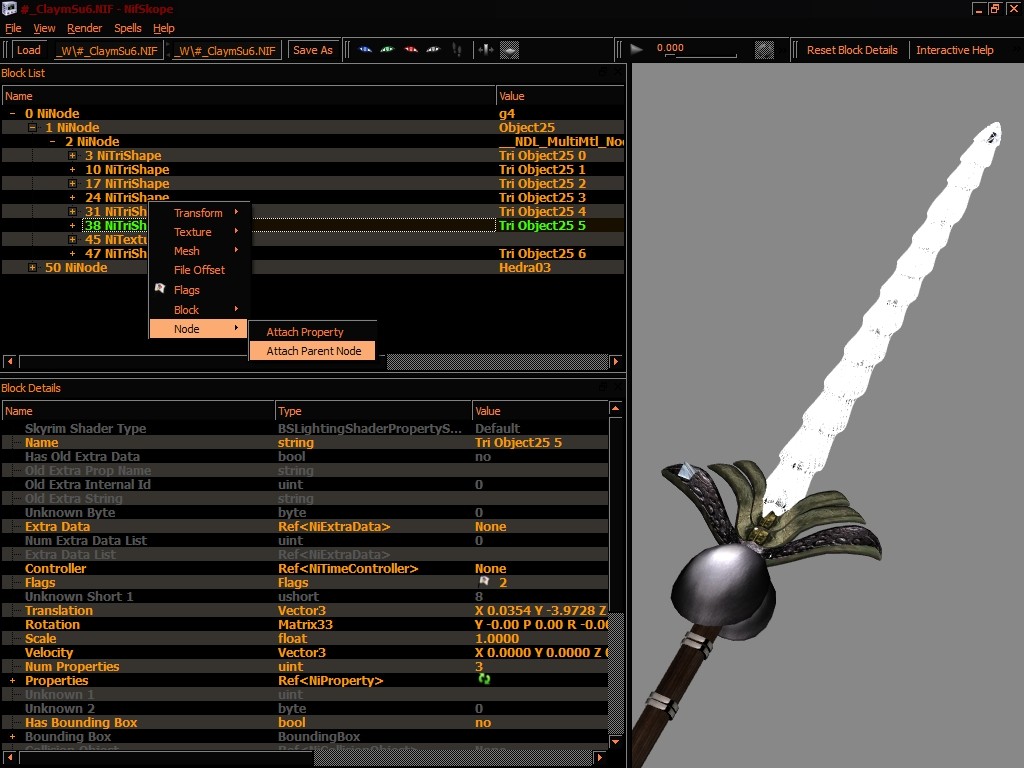 #_ClaymSu6.NIF - NifSkope
File View Render Spells Help
Load _W\#_ClaymSu6.NIF _W\#_ClaymSu6.NIF Save As 0.000 Reset Block Details Interactive Help
Block List
Name Value
0 NiNode g4
1 NiNode Object25
2 NiNode __NDL_MultiMtl_No
3 NiTriShape Tri Object25 0
10 NiTriShape Tri Object25 1
17 NiTriShape Tri Object25 2
24 NiTriShape Tri Object25 3
31 NiTriSh Tri Object25 4
38 NiTriSh Tri Object25 5
45 NiTextu
47 NiTriSh Tri Object25 6
50 NiNode Hedra03
Transform
Texture
Mesh
File Offset
Flags
Block
Node
Attach Property
Attach Parent Node
Block Details
Name Type Value
Skyrim Shader Type BSLightingShaderPropertyS... Default
Name string Tri Object25 5
Has Old Extra Data bool no
Old Extra Prop Name string
Old Extra Internal Id uint 0
Old Extra String string
Unknown Byte byte 0
Extra Data Ref<NiExtraData> None
Num Extra Data List uint 0
Extra Data List Ref<NiExtraData>
Controller Ref<NiTimeController> None
Flags Flags 2
Unknown Short 1 ushort 8
Translation Vector3 X 0.0354 Y -3.9728 Z
Rotation Matrix33 Y -0.00 P 0.00 R -0.00
Scale float 1.0000
Velocity Vector3 X 0.0000 Y 0.0000 Z
Num Properties uint 3
Properties Ref<NiProperty>
Unknown 1 uint
Unknown 2 byte 0
Has Bounding Box bool no
Bounding Box BoundingBox